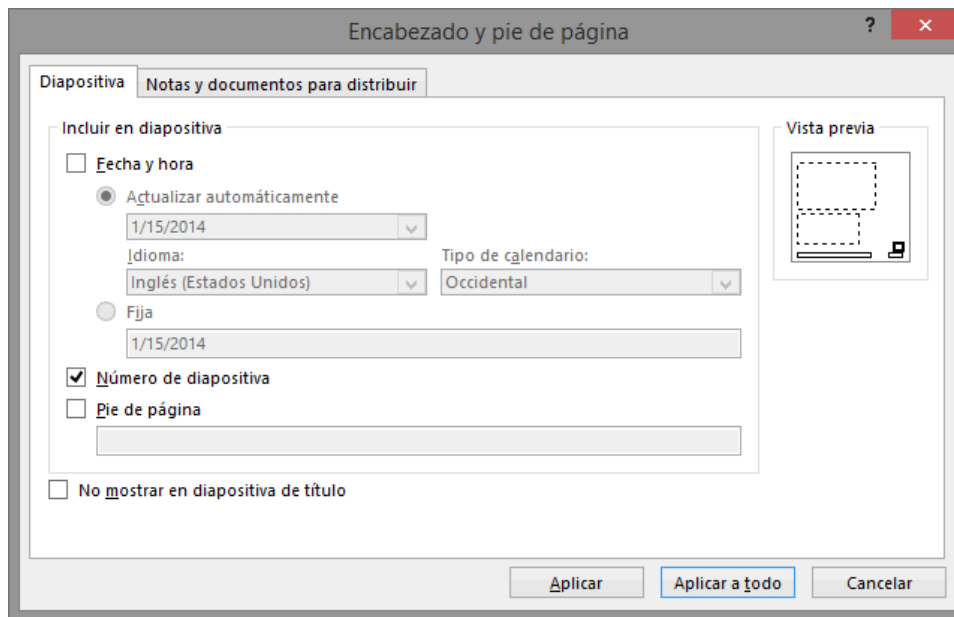 Encabezado y pie de página
?
Diapositiva
Notas y documentos para distribuir
Incluir en diapositiva
Vista previa
Fecha y hora
Actualizar automáticamente
1/15/2014
Idioma:
Tipo de calendario:
Inglés (Estados Unidos)
Occidental
Fija
1/15/2014
Número de diapositiva
Pie de página
No mostrar en diapositiva de título
Aplicar
Aplicar a todo
Cancelar